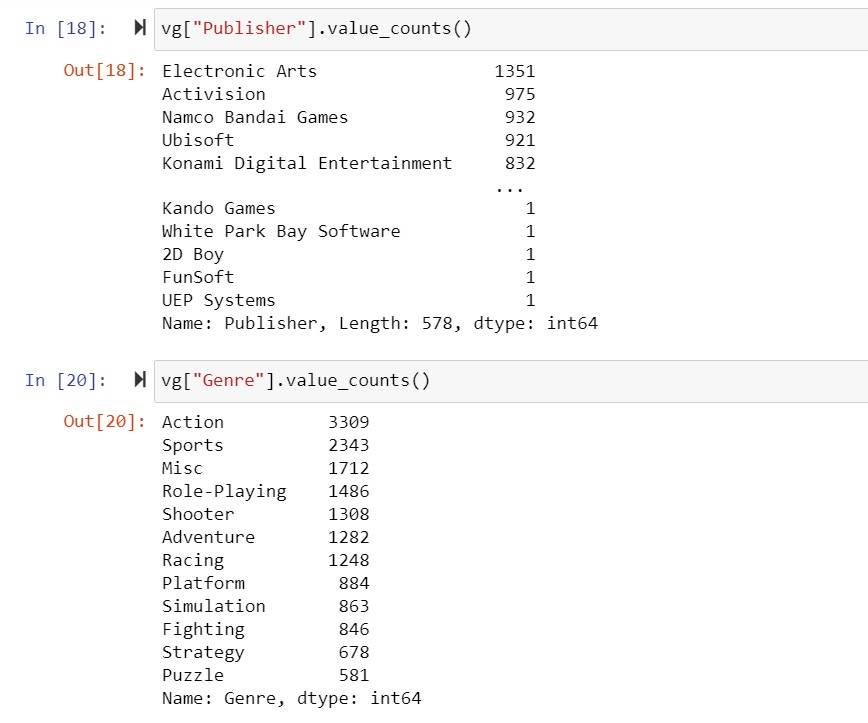 In [18]: vg["Publisher"].value_counts()
Out[18]: Electronic Arts 1351
Activision 975
Namco Bandai Games 932
Ubisoft 921
Konami Digital Entertainment 832
...
Kando Games 1
White Park Bay Software 1
2D Boy 1
FunSoft 1
UEP Systems 1
Name: Publisher, Length: 578, dtype: int64
In [20]: vg["Genre"].value_counts()
Out[20]: Action 3309
Sports 2343
Misc 1712
Role-Playing 1486
Shooter 1308
Adventure 1282
Racing 1248
Platform 884
Simulation 863
Fighting 846
Strategy 678
Puzzle 581
Name: Genre, dtype: int64